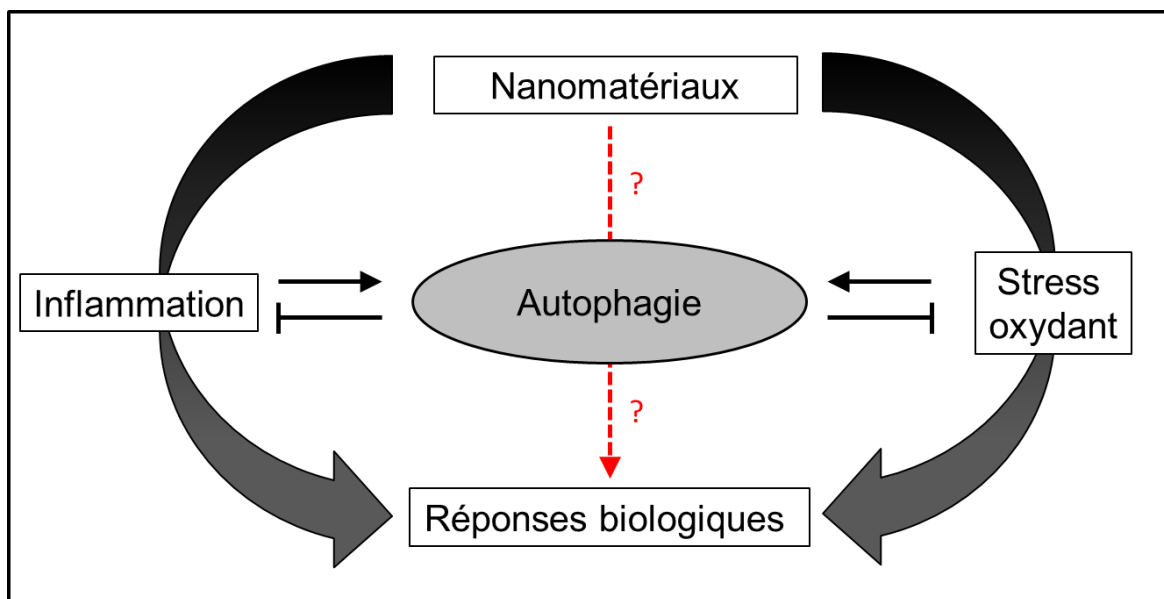 Nanomatériaux
?
Inflammation
Autophagie
Stress
oxydant
?
Réponses biologiques